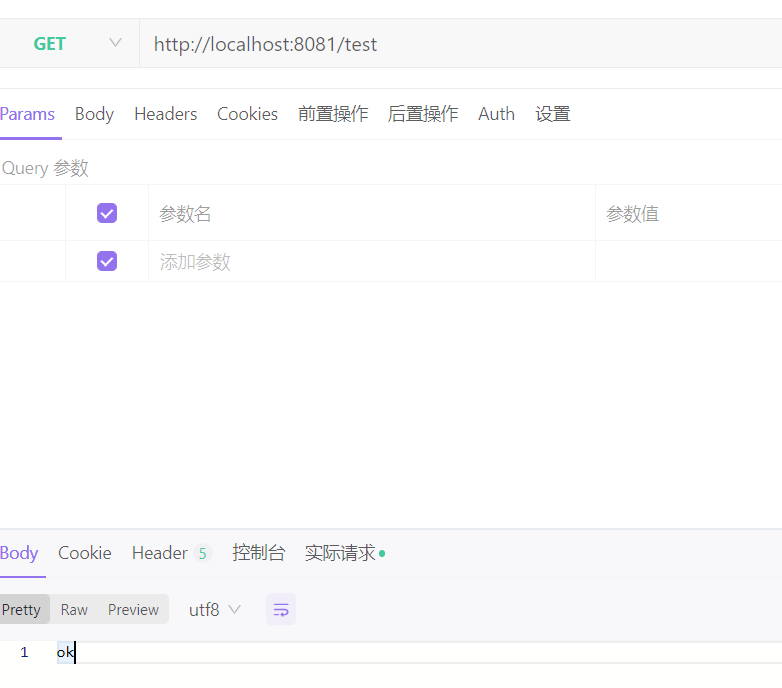 GET http://localhost:8081/test
Params Body Headers Cookies 前置操作 后置操作 Auth 设置
Query 参数
参数名 参数值
添加参数
Body Cookie Header 5 控制台 实际请求
Pretty Raw Preview utf8
1 ok